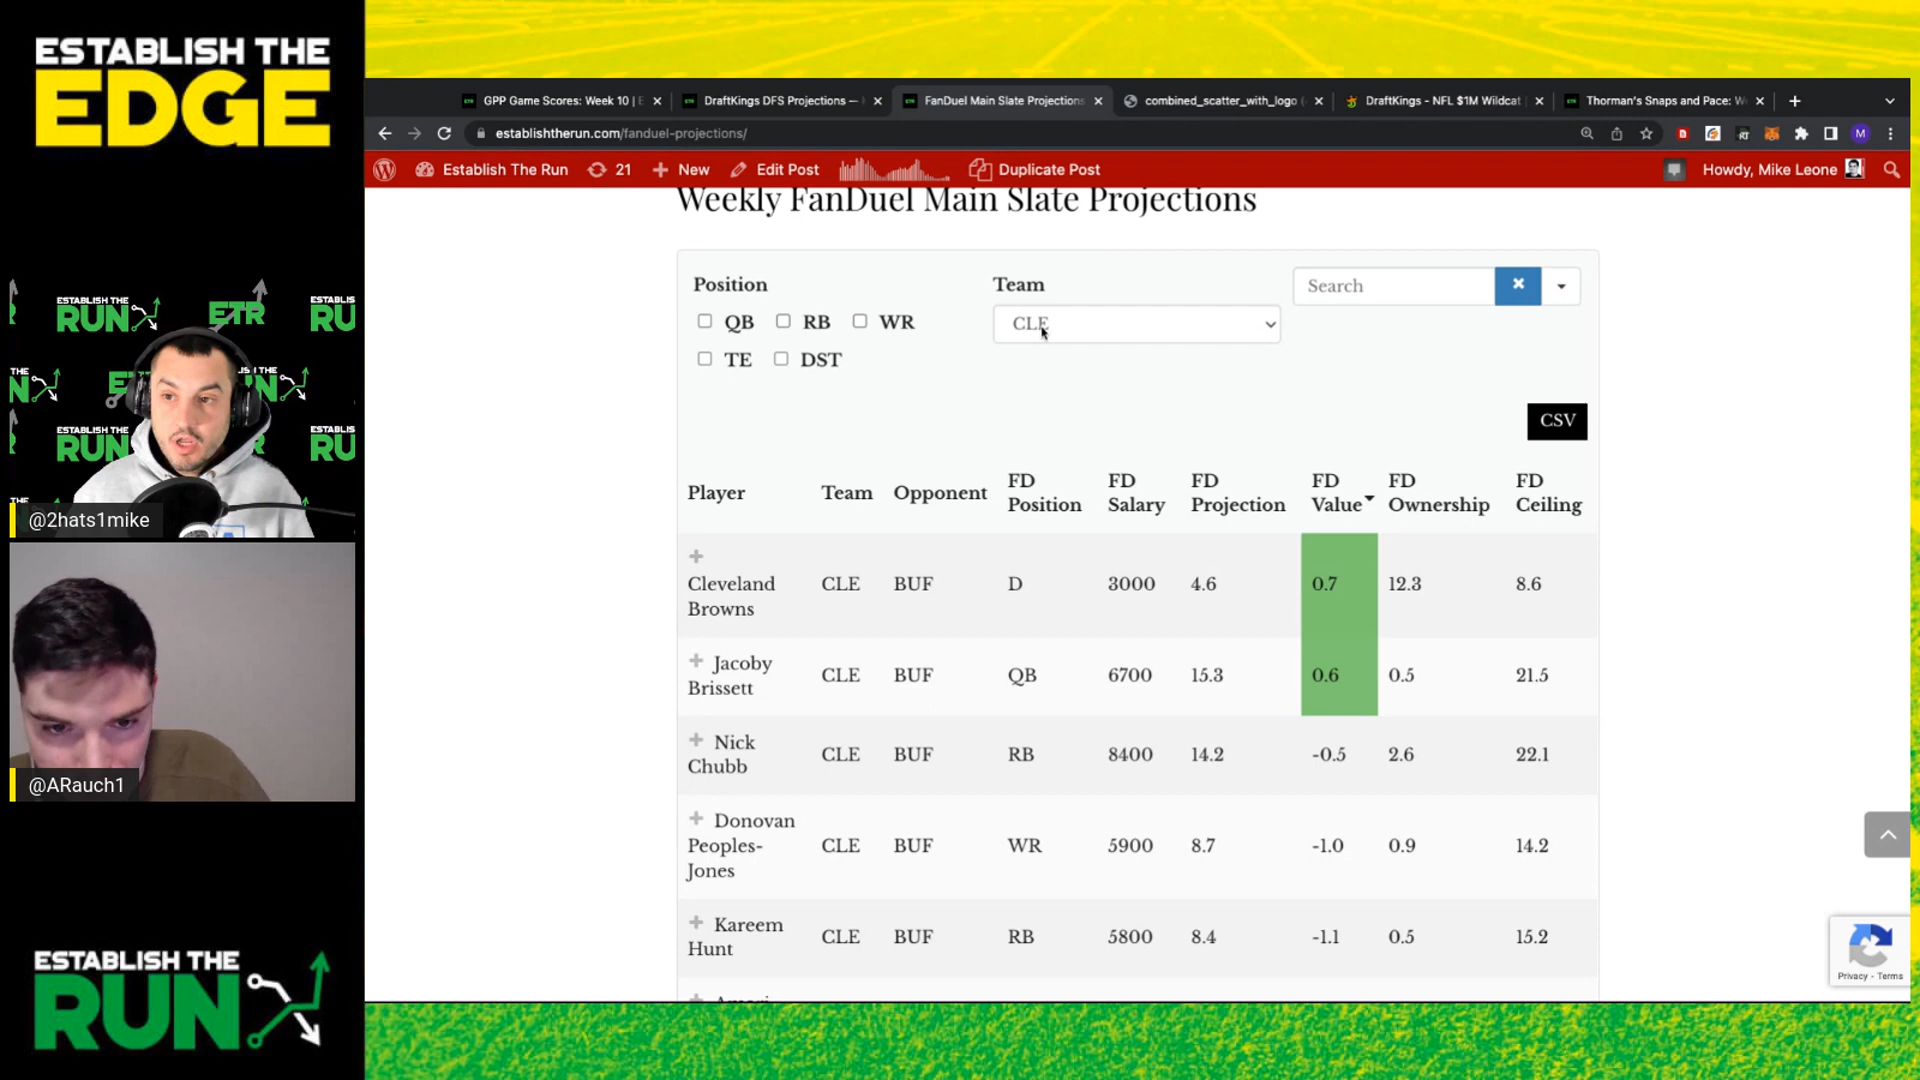 ESTABLISH THE
EDGE
GPP Game Scores: Week 10 | E
DraftKings DFS Projections –
FanDuel Main Slate Projections
combined_scatter_with_logo (
DraftKings - NFL $1M Wildcat
Thorman's Snaps and Pace: W
establishtherun.com/fanduel-projections/
M
Establish The Run
21
New
Edit Post
Duplicate Post
Howdy, Mike Leone
Weekly FanDuel Main Slate Projections
Position
QB
RB
WR
TE
DST
Team
CLE
Search
CSV
Player Team Opponent FD Position FD Salary FD Projection FD Value FD Ownership FD Ceiling
Cleveland Browns CLE BUF D 3000 4.6 0.7 12.3 8.6
Jacoby Brissett CLE BUF QB 6700 15.3 0.6 0.5 21.5
Nick Chubb CLE BUF RB 8400 14.2 -0.5 2.6 22.1
Donovan Peoples-Jones CLE BUF WR 5900 8.7 -1.0 0.9 14.2
Kareem Hunt CLE BUF RB 5800 8.4 -1.1 0.5 15.2
Privacy - Terms
ESTABLISH THE
RUN
ETR
@2hats1mike
@ARauch1
ESTABLISH THE
RUN